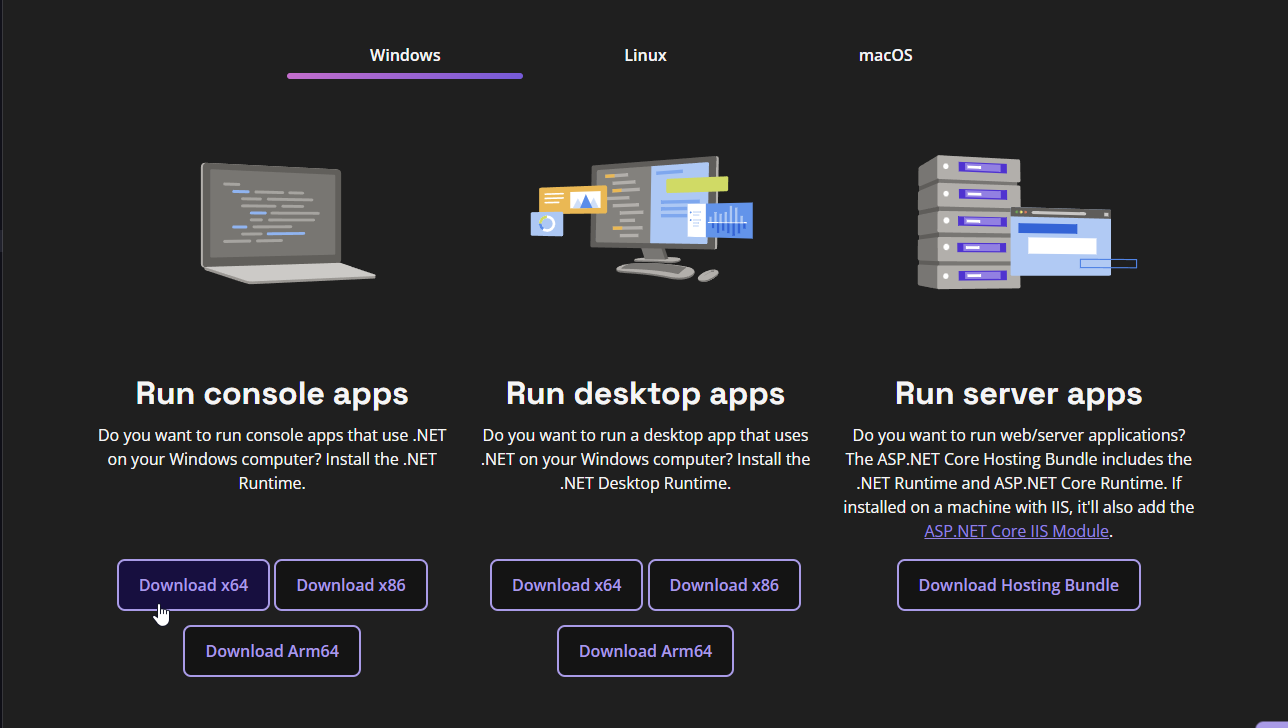 Windows
Linux
macOS
Run console apps
Do you want to run console apps that use .NET
on your Windows computer? Install the .NET
Runtime.
Download x64
Download x86
Download Arm64
Run desktop apps
Do you want to run a desktop app that uses
.NET on your Windows computer? Install the
.NET Desktop Runtime.
Download x64
Download x86
Download Arm64
Run server apps
Do you want to run web/server applications?
The ASP.NET Core Hosting Bundle includes the
.NET Runtime and ASP.NET Core Runtime. If
installed on a machine with IIS, it'll also add the
ASP.NET Core IIS Module.
Download Hosting Bundle